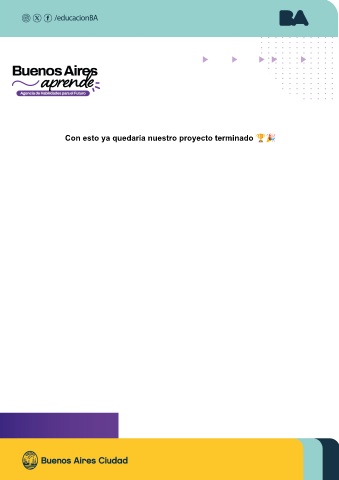 /educacionBA
BA
Buenos Aires
aprende
Agencia de Habilidades para el Futuro
Con esto ya quedaría nuestro proyecto terminado 🏆🎉
Buenos Aires Ciudad